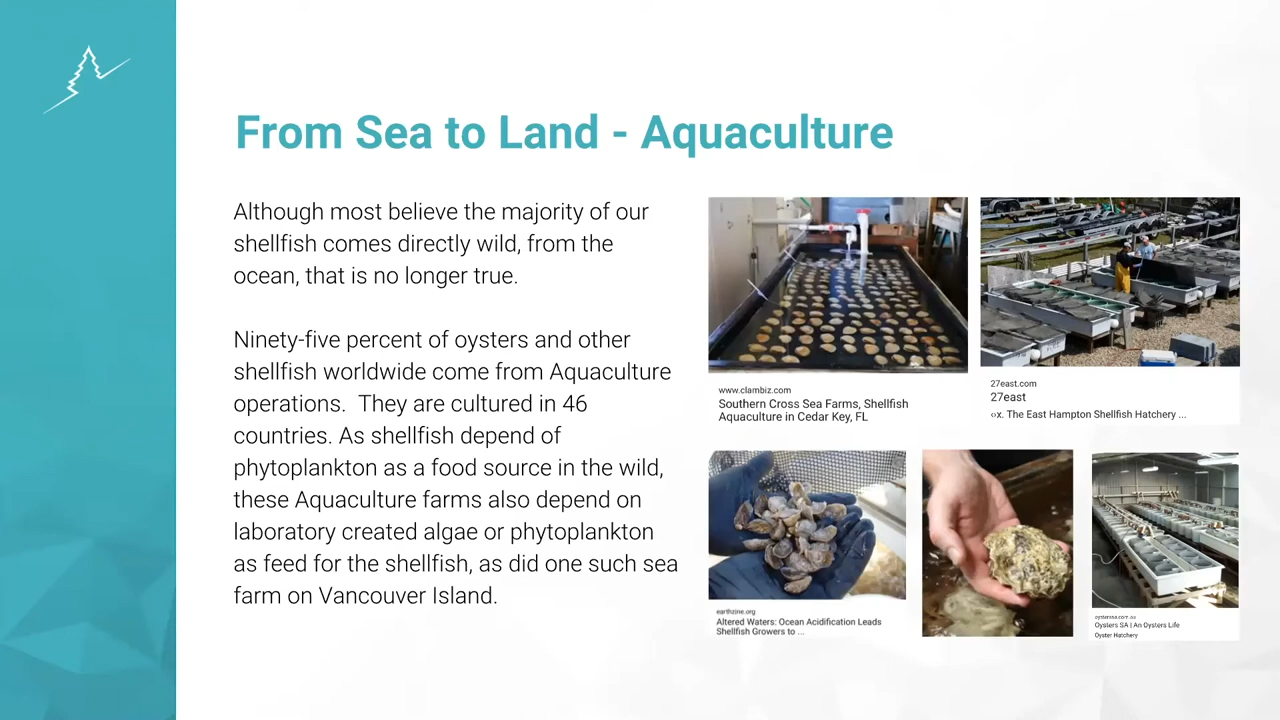 From Sea to Land - Aquaculture
Although most believe the majority of our
shellfish comes directly wild, from the
ocean, that is no longer true.
Ninety-five percent of oysters and other
shellfish worldwide come from Aquaculture
operations. They are cultured in 46
countries. As shellfish depend of
phytoplankton as a food source in the wild,
these Aquaculture farms also depend on
laboratory created algae or phytoplankton
as feed for the shellfish, as did one such sea
farm on Vancouver Island.
www.clambiz.com
Southern Cross Sea Farms, Shellfish
Aquaculture in Cedar Key, FL
27east.com
27east
‹›x. The East Hampton Shellfish Hatchery ...
earthzine.org
Altered Waters: Ocean Acidification Leads
Shellfish Growers to ...
oysterssa.com.au
Oysters SA | An Oysters Life
Oyster Hatchery